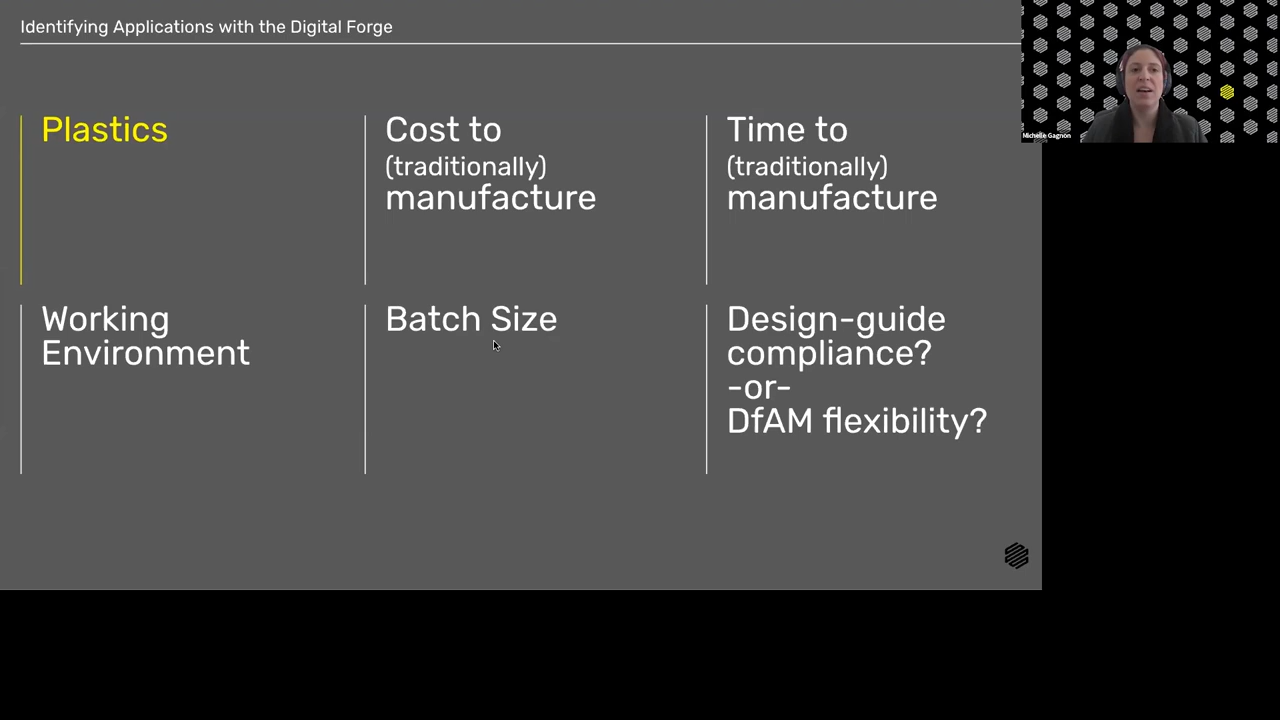 Identifying Applications with the Digital Forge
Michelle Gagnon
Plastics
Cost to
(traditionally)
manufacture
Time to
(traditionally)
manufacture
Working
Environment
Batch Size
Design-guide
compliance?
-or-
DfAM flexibility?